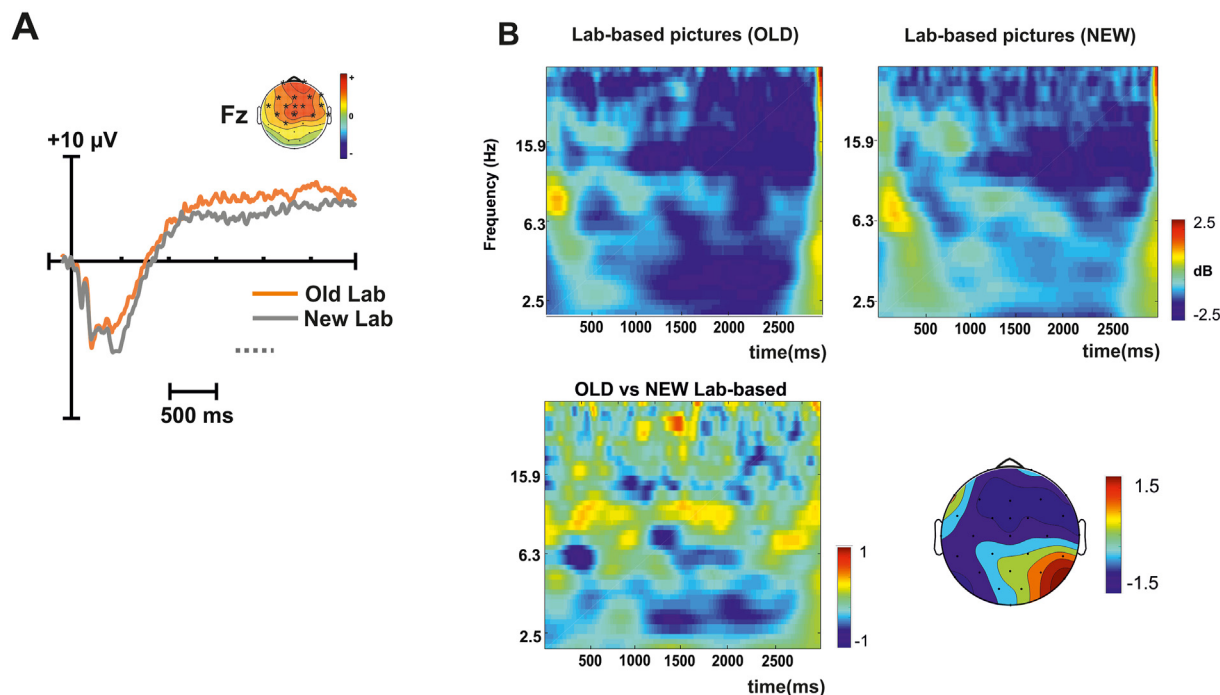 A
Fz
+
0
-
+10 µV
Old Lab
New Lab
500 ms
B
Lab-based pictures (OLD)
Lab-based pictures (NEW)
Frequency (Hz)
15.9
6.3
2.5
500 1000 1500 2000 2500
time(ms)
15.9
6.3
2.5
500 1000 1500 2000 2500
time(ms)
2.5
dB
-2.5
OLD vs NEW Lab-based
15.9
6.3
2.5
500 1000 1500 2000 2500
time(ms)
1
-1
1.5
-1.5